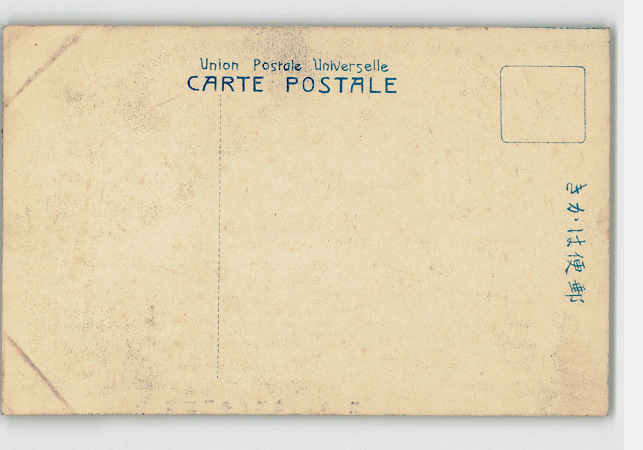 Union Postale Universelle
CARTE POSTALE
きかは便郵